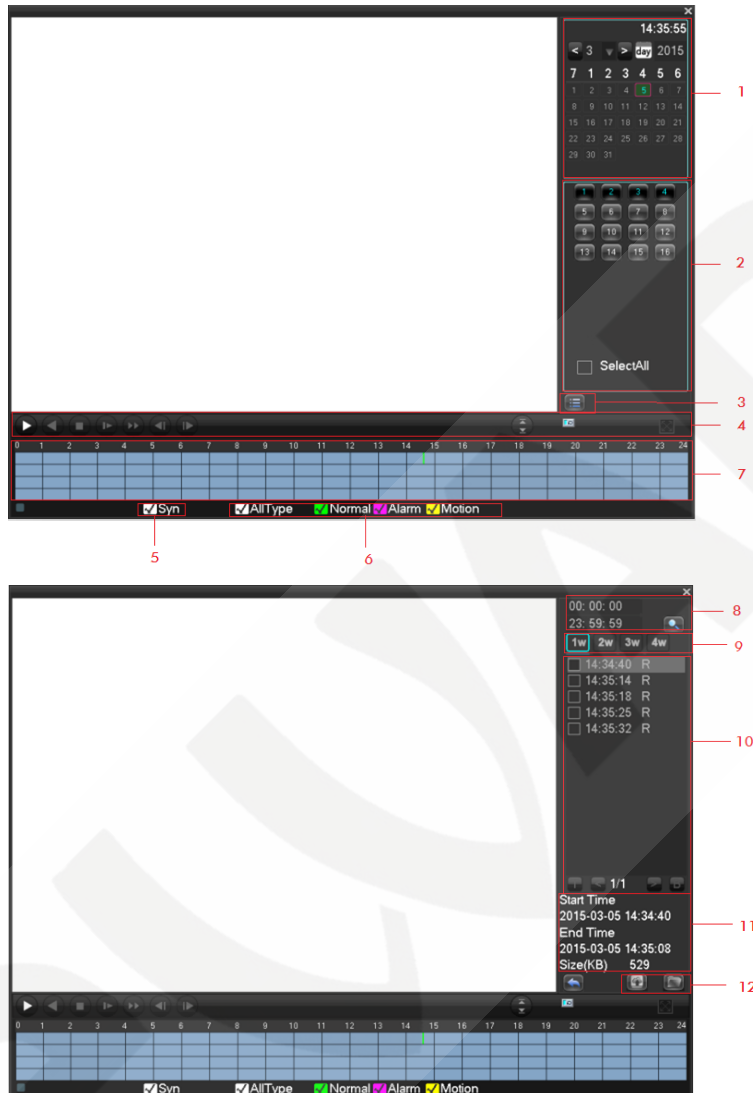 14:35:55
< 3 > day 2015
7 1 2 3 4 5 6
1 2 3 4 5 6 7
8 9 10 11 12 13 14
15 16 17 18 19 20 21
22 23 24 25 26 27 28
29 30 31
1
1 2 3 4
5 6 7 8
9 10 11 12
13 14 15 16
2
SelectAll
3
4
0 1 2 3 4 5 6 7 8 9 10 11 12 13 14 15 16 17 18 19 20 21 22 23 24
7
Syn AllType Normal Alarm Motion
5 6
00: 00: 00
23: 59: 59
8
1w 2w 3w 4w
9
14:34:40 R
14:35:14 R
14:35:18 R
14:35:25 R
14:35:32 R
10
1/1
Start Time
2015-03-05 14:34:40
End Time
2015-03-05 14:35:08
Size(KB) 529
11
12
0 1 2 3 4 5 6 7 8 9 10 11 12 13 14 15 16 17 18 19 20 21 22 23 24
Syn AllType Normal Alarm Motion